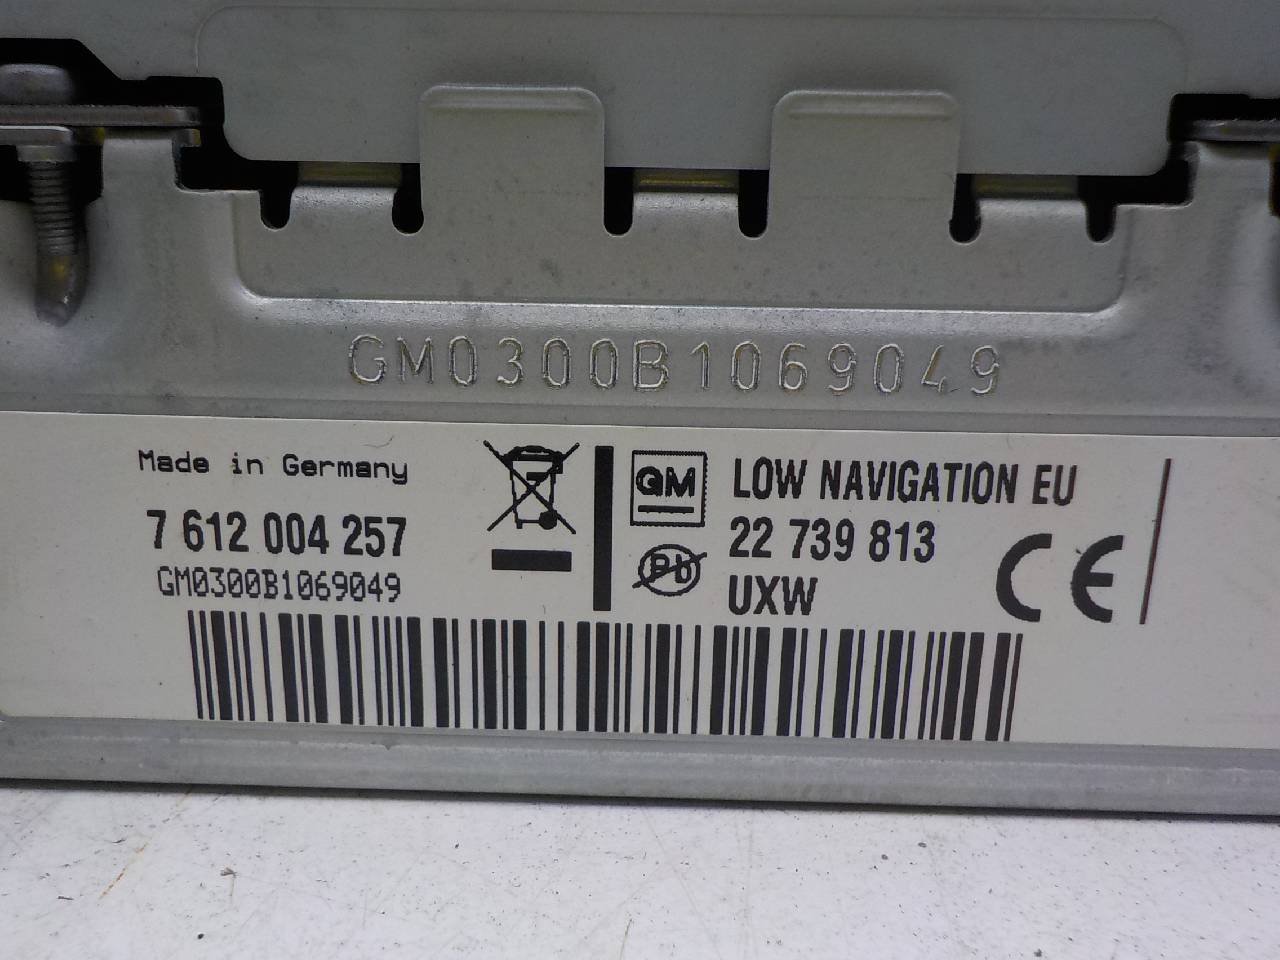 GM0300B1069049
Made in Germany
7 612 004 257
GM0300B1069049
GM
Pb
LOW NAVIGATION EU
22 739 813
UXW
CE